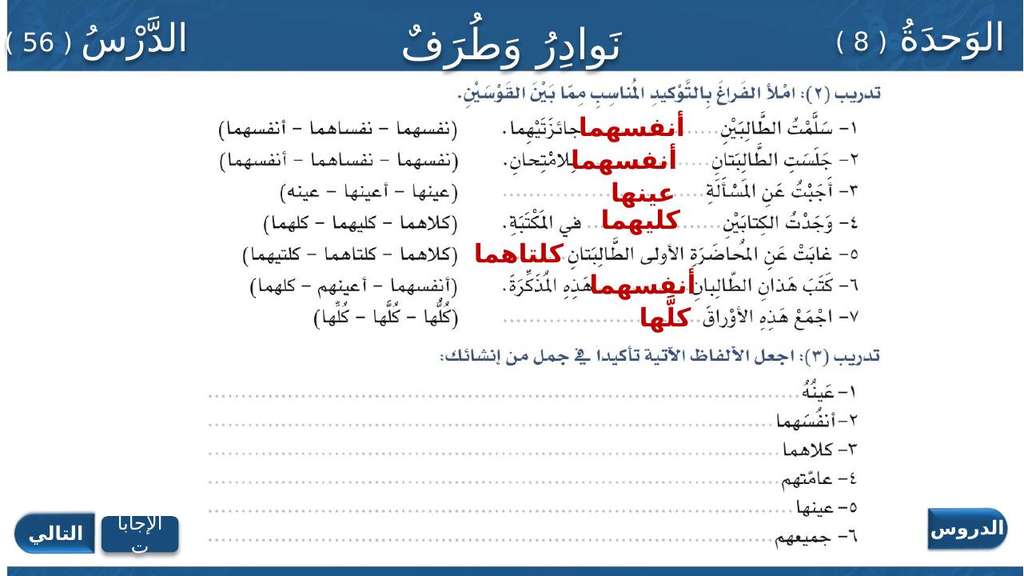 الوَحدَةُ ( 8 )
نَوادِرُ وَطُرَفٌ
الدَّرْسُ ( 56 )
تدريب (٢): امْلأ الفَراغَ بِالتَّوْكيدِ المُناسِبِ مِمّا بَيْنَ القَوْسَيْنِ.
١- سَلَّمْتُ الطَّالِبَيْنِ ..... أنفسهما جائزَتَيْهِما. (نفسهما – نفساهما – أنفسهما)
٢- جَلَسَتِ الطَّالِبَتانِ ..... أنفسهما لِلامْتِحانِ. (نفسهما – نفساهما – أنفسهما)
٣- أَجَبْتُ عَنِ المَسْأَلَةِ ..... عينها ..... (عينها – أعينها – عينه)
٤- وَجَدْتُ الكِتابَيْنِ ..... كليهما ... في المَكْتَبَةِ. (كلاهما – كليهما – كلهما)
٥- غابَتْ عَنِ المُحاضَرَةِ الأولى الطَّالِبَتانِ كلتاهما (كلاهما – كلتاهما – كلتيهما)
٦- كَتَبَ هَذانِ الطّالِبانِ أنفسهما هَذِهِ المُذَكِّرَةَ. (أنفسهما – أعينهم – كلهما)
٧- اجْمَعْ هَذِهِ الأوْراقَ ... كلَّها ..... (كُلُّها – كُلَّها – كُلِّها)
تدريب (٣): اجعل الألفاظ الآتية تأكيدا في جمل من إنشائك:
١- عَينُهُ .....
٢- أنفُسَهما .....
٣- كلاهما .....
٤- عامّتهم .....
٥- عينها .....
٦- جميعهم .....
الدروس
الإجابات
التالي